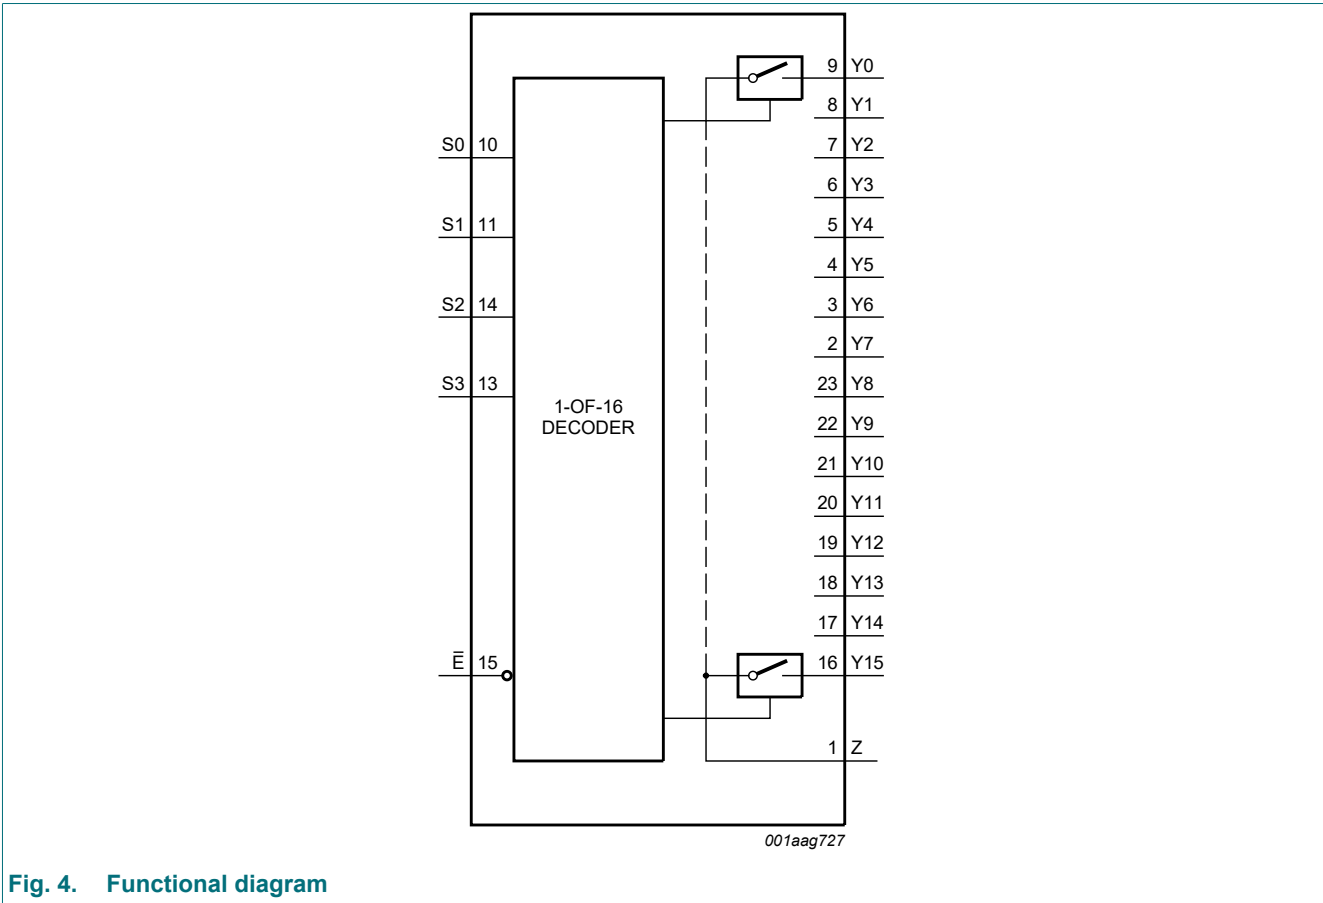 9 Y0
8 Y1
S0 10
7 Y2
6 Y3
S1 11
5 Y4
4 Y5
S2 14
3 Y6
2 Y7
S3 13
23 Y8
1-OF-16
DECODER
22 Y9
21 Y10
20 Y11
19 Y12
18 Y13
17 Y14
E̅ 15
16 Y15
1 Z
001aag727
Fig. 4. Functional diagram